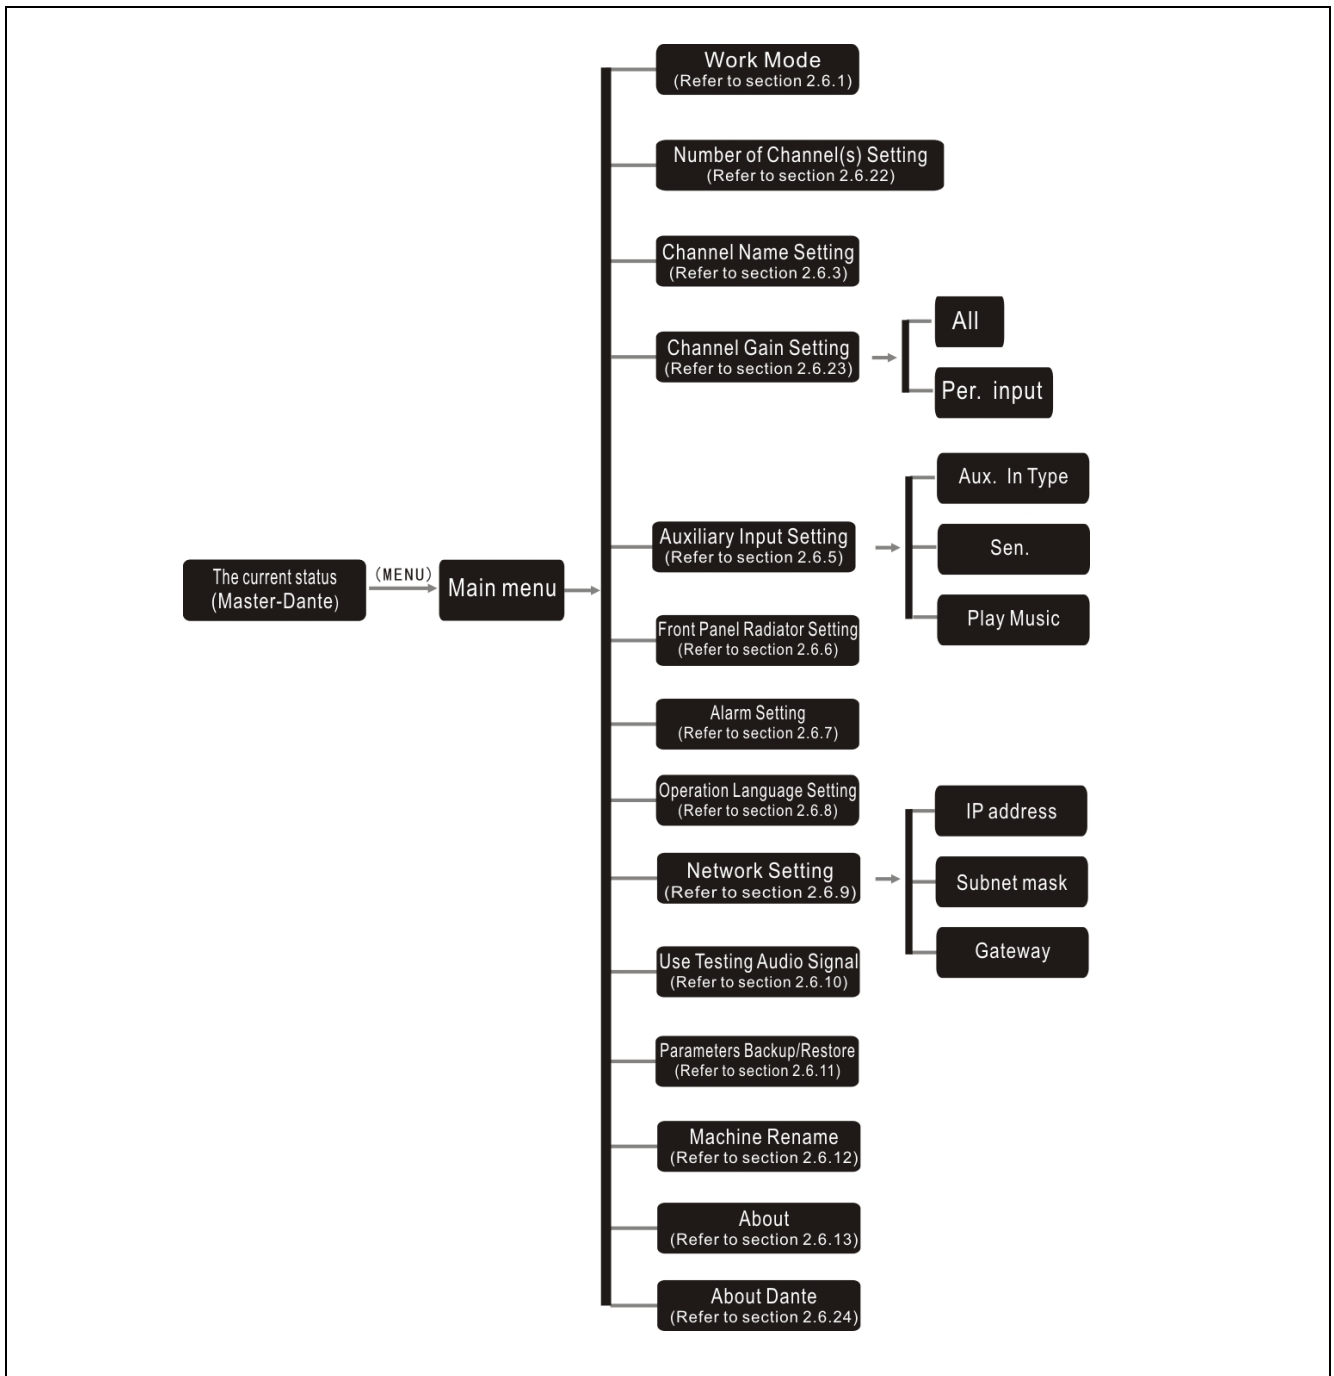 Work Mode
(Refer to section 2.6.1)
Number of Channel(s) Setting
(Refer to section 2.6.22)
Channel Name Setting
(Refer to section 2.6.3)
Channel Gain Setting
(Refer to section 2.6.23)
All
Per. input
Auxiliary Input Setting
(Refer to section 2.6.5)
Aux. In Type
Sen.
Play Music
The current status
(Master-Dante)
(MENU)
Main menu
Front Panel Radiator Setting
(Refer to section 2.6.6)
Alarm Setting
(Refer to section 2.6.7)
Operation Language Setting
(Refer to section 2.6.8)
Network Setting
(Refer to section 2.6.9)
IP address
Subnet mask
Gateway
Use Testing Audio Signal
(Refer to section 2.6.10)
Parameters Backup/Restore
(Refer to section 2.6.11)
Machine Rename
(Refer to section 2.6.12)
About
(Refer to section 2.6.13)
About Dante
(Refer to section 2.6.24)